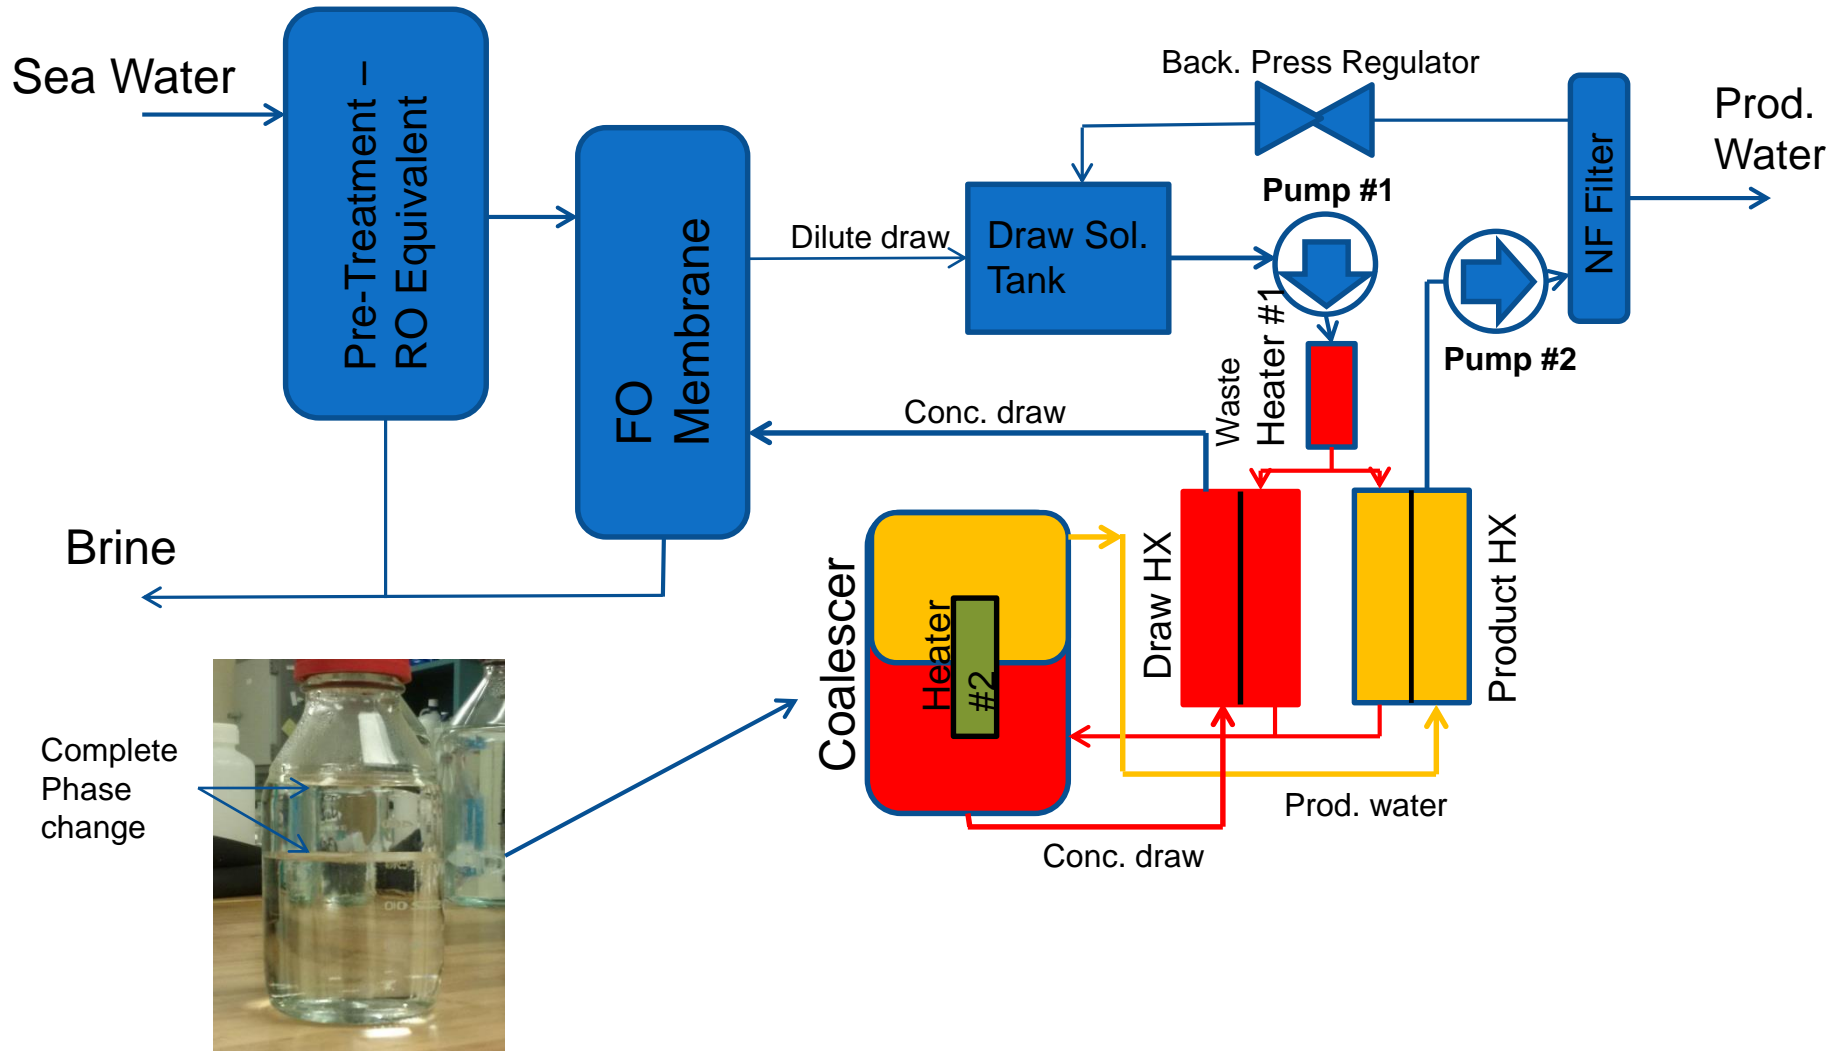 Sea Water
Pre-Treatment –
RO Equivalent
FO
Membrane
Brine
Dilute draw
Draw Sol.
Tank
Back. Press Regulator
Pump #1
Waste
Heater #1
Pump #2
NF Filter
Prod.
Water
Conc. draw
Coalescer
Heater
#2
Draw HX
Product HX
Prod. water
Conc. draw
Complete
Phase
change